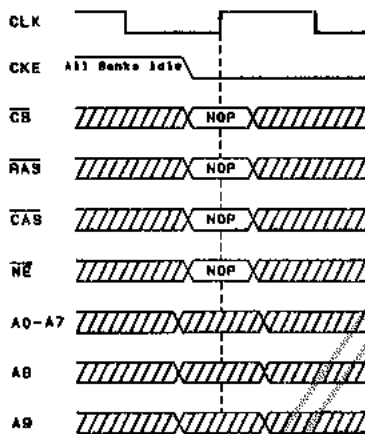 CLK
CKE All Banks Idle
CS NOP
RAS NOP
CAS NOP
WE NOP
A0-A7
A8
A9